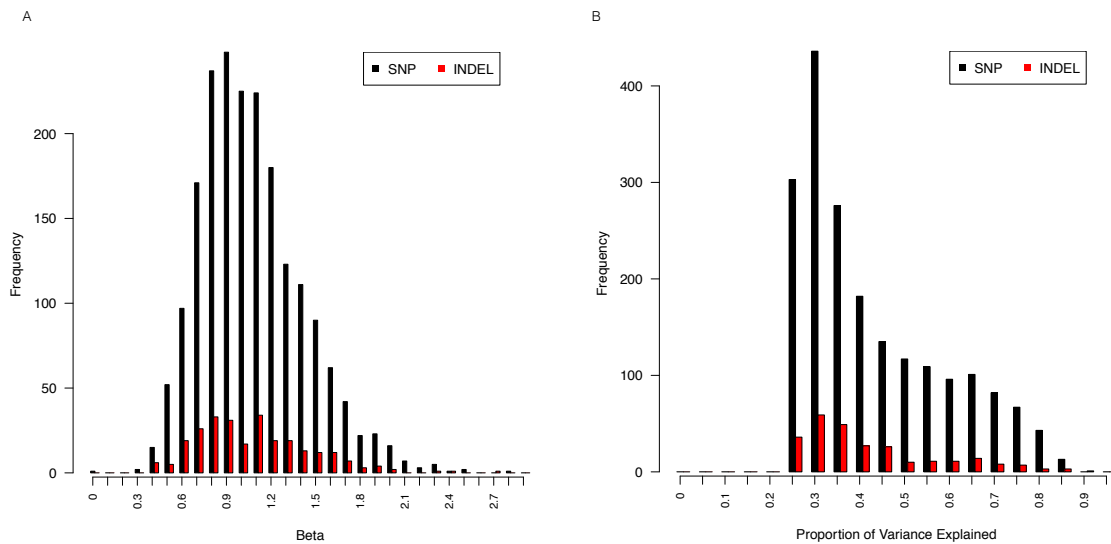 A
SNP INDEL
Frequency
200
150
100
50
0
0 0.3 0.6 0.9 1.2 1.5 1.8 2.1 2.4 2.7
Beta
B
SNP INDEL
Frequency
400
300
200
100
0
0 0.1 0.2 0.3 0.4 0.5 0.6 0.7 0.8 0.9
Proportion of Variance Explained